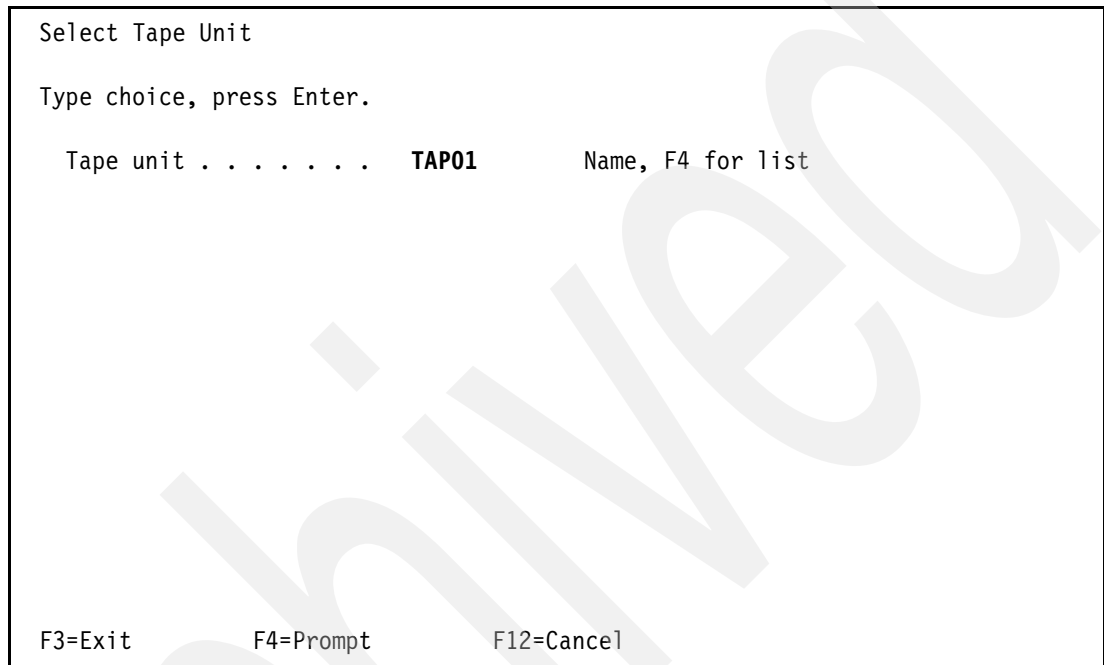 Select Tape Unit
Type choice, press Enter.
Tape unit . . . . . . . TAP01 Name, F4 for list
F3=Exit F4=Prompt F12=Cancel